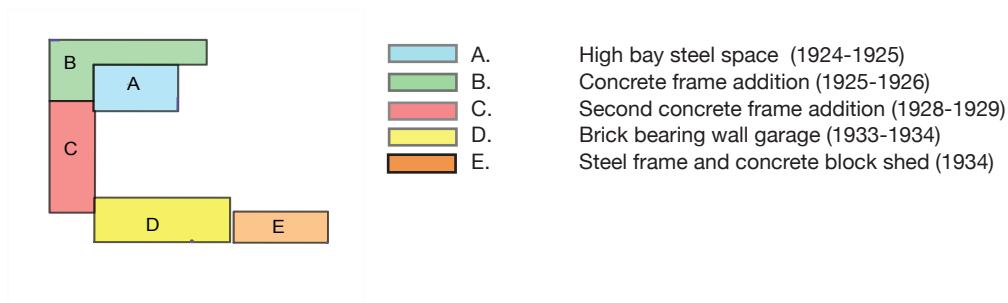 B
A
C
D
E
A. High bay steel space (1924-1925)
B. Concrete frame addition (1925-1926)
C. Second concrete frame addition (1928-1929)
D. Brick bearing wall garage (1933-1934)
E. Steel frame and concrete block shed (1934)